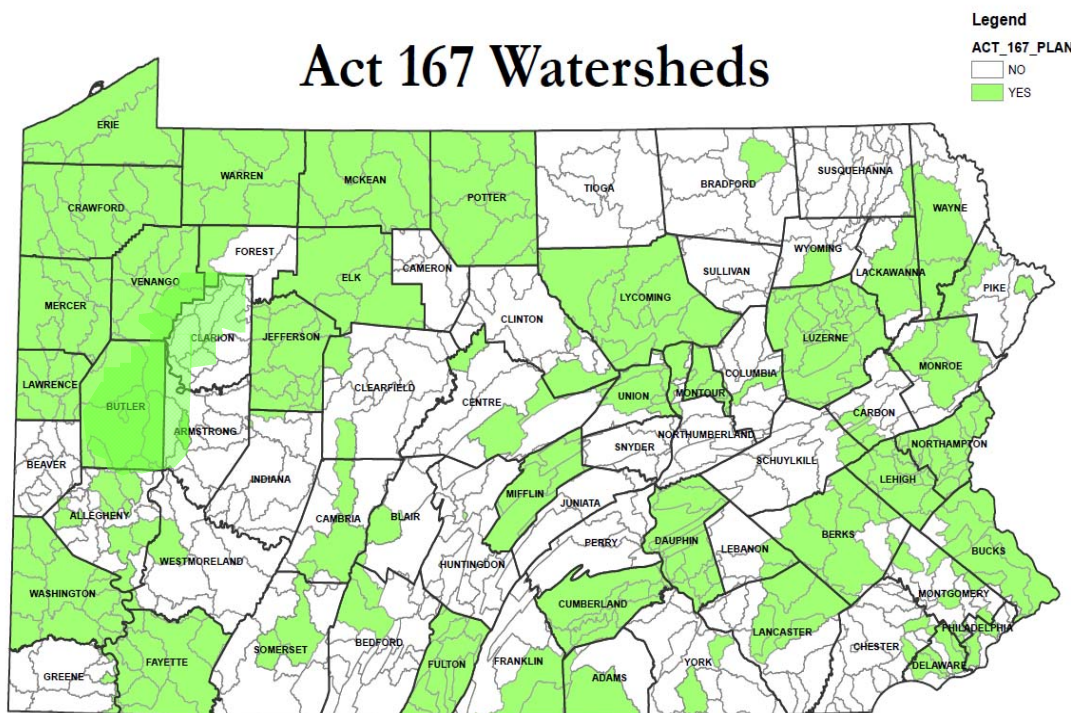 Act 167 Watersheds
Legend
ACT_167_PLAN
NO
YES
ERIE
WARREN
MCKEAN
POTTER
TIOGA
BRADFORD
SUSQUEHANNA
CRAWFORD
WAYNE
FOREST
WYOMING
VENANGO
ELK
CAMERON
SULLIVAN
LACKAWANNA
MERCER
LYCOMING
PIKE
CLINTON
CLARION
JEFFERSON
LUZERNE
MONROE
LAWRENCE
CLEARFIELD
COLUMBIA
UNION
MONTOUR
CENTRE
BUTLER
CARBON
ARMSTRONG
NORTHUMBERLAND
NORTHAMPTON
SNYDER
BEAVER
SCHUYLKILL
INDIANA
LEHIGH
MIFFLIN
JUNIATA
ALLEGHENY
BLAIR
CAMBRIA
BERKS
PERRY
DAUPHIN
LEBANON
BUCKS
WESTMORELAND
HUNTINGDON
WASHINGTON
MONTGOMERY
CUMBERLAND
PHILADELPHIA
LANCASTER
BEDFORD
SOMERSET
CHESTER
FAYETTE
FULTON
FRANKLIN
YORK
DELAWARE
GREENE
ADAMS